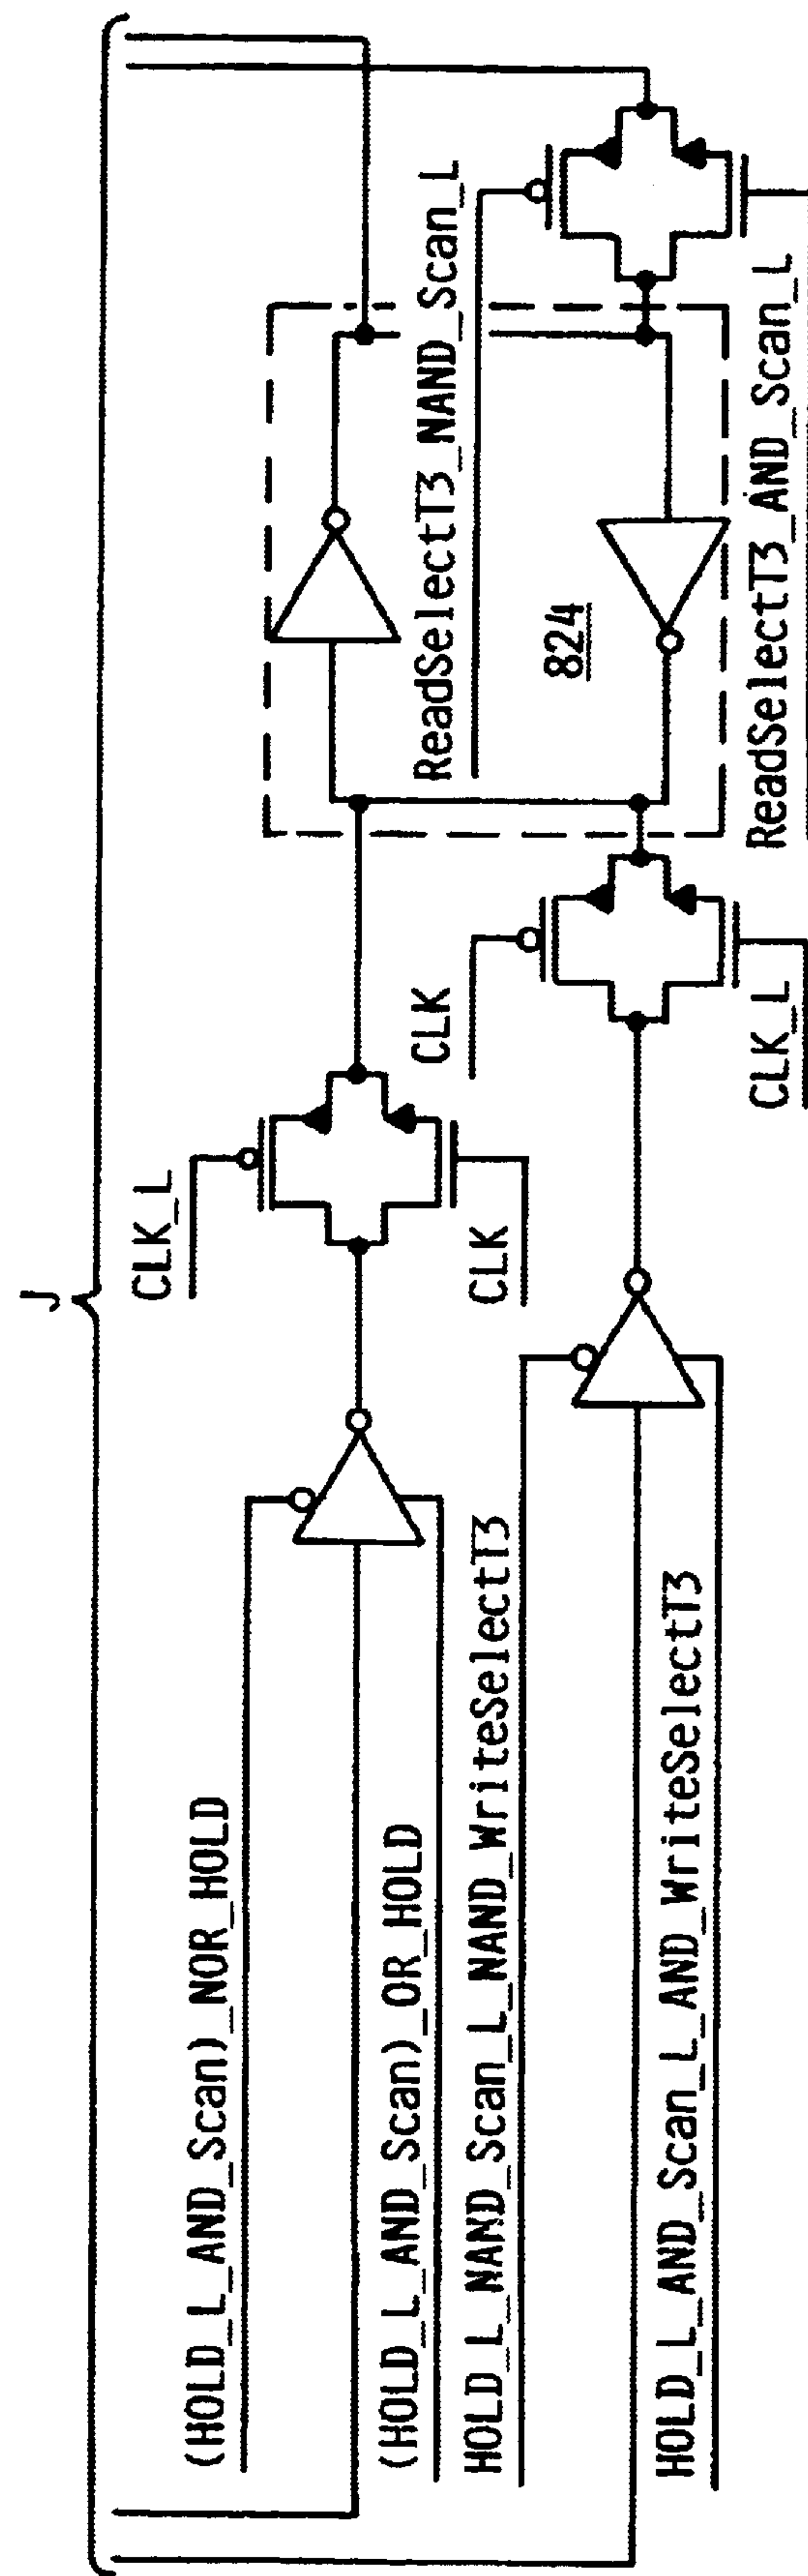 J
(HOLD_L_AND_Scan)_NOR_HOLD
(HOLD_L_AND_Scan)_OR_HOLD
HOLD_L_NAND_Scan_L_NAND_WriteSelectT3
HOLD_L_AND_Scan_L_AND_WriteSelectT3
CLK_L
CLK
CLK
CLK_L
824
ReadSelectT3_NAND_Scan_L
ReadSelectT3_AND_Scan_L